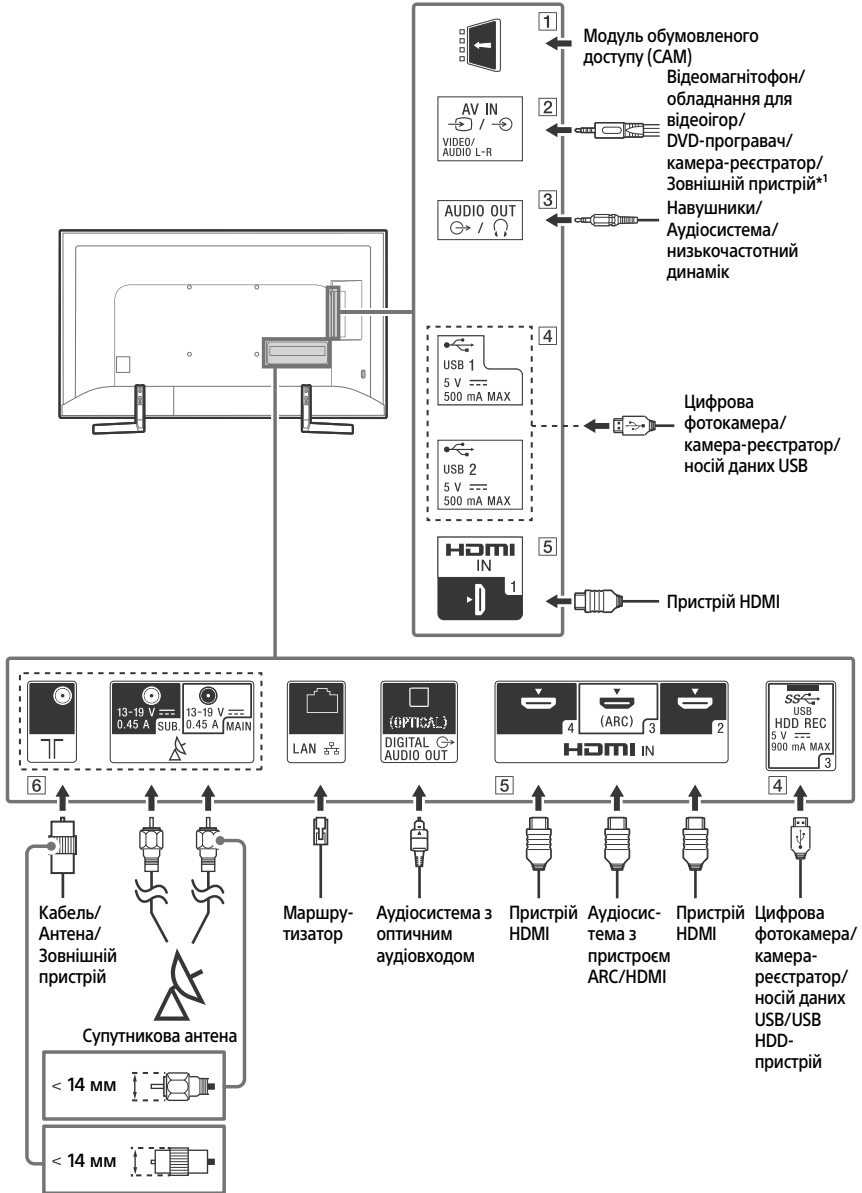 1
Модуль обумовленого
доступу (CAM)
AV IN
/
VIDEO/
AUDIO L-R
2
Відеомагнітофон/
обладнання для
відеоігор/
DVD-програвач/
камера-реєстратор/
Зовнішній пристрій*1
AUDIO OUT
/
3
Навушники/
Аудіосистема/
низькочастотний
динамік
4
USB 1
5 V
500 mA MAX
USB 2
5 V
500 mA MAX
Цифрова
фотокамера/
камера-реєстратор/
носій даних USB
HDMI
IN
1
5
Пристрій HDMI
13-19 V
0.45 A
SUB.
13-19 V
0.45 A
MAIN
LAN
(OPTICAL)
DIGITAL
AUDIO OUT
4
(ARC)
3
2
HDMI IN
SS
USB
HDD REC
5 V
900 mA MAX
3
6
5
4
Кабель/
Антена/
Зовнішній
пристрій
Супутникова антена
Маршру-
тизатор
Аудіосистема з
оптичним
аудіовходом
Пристрій
HDMI
Аудіосис-
тема з
пристроєм
ARC/HDMI
Пристрій
HDMI
Цифрова
фотокамера/
камера-
реєстратор/
носій даних
USB/USB
HDD-
пристрій
< 14 мм
< 14 мм